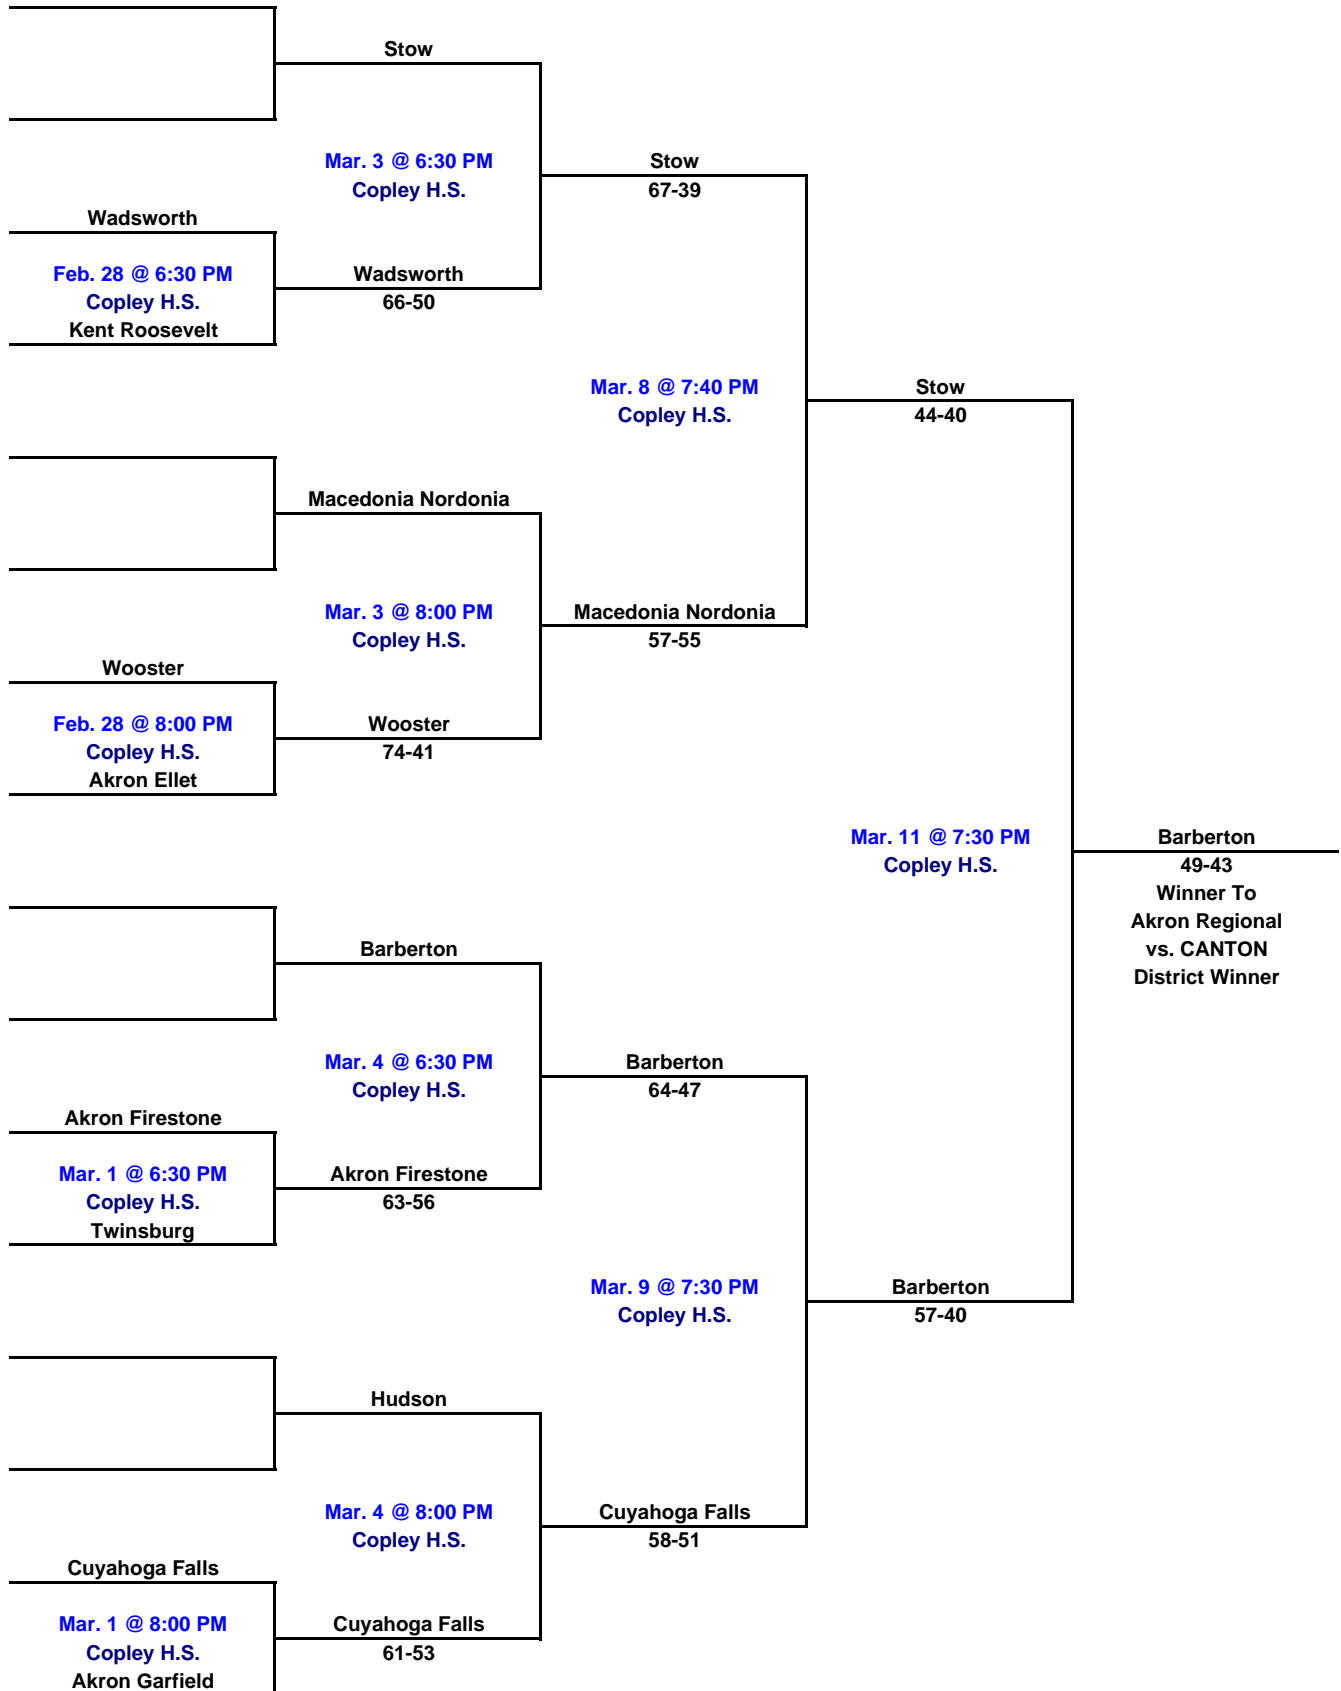 Stow
Mar. 3 @ 6:30 PM
Stow
Copley H.S.
67-39
Wadsworth
Feb. 28 @ 6:30 PM
Wadsworth
Copley H.S.
66-50
Kent Roosevelt
Mar. 8 @ 7:40 PM
Stow
Copley H.S.
44-40
Macedonia Nordonia
Mar. 3 @ 8:00 PM
Macedonia Nordonia
Copley H.S.
57-55
Wooster
Feb. 28 @ 8:00 PM
Wooster
Copley H.S.
74-41
Akron Ellet
Mar. 11 @ 7:30 PM
Barberton
Copley H.S.
49-43
Winner To
Akron Regional
Barberton
vs. CANTON
District Winner
Mar. 4 @ 6:30 PM
Barberton
Copley H.S.
64-47
Akron Firestone
Mar. 1 @ 6:30 PM
Akron Firestone
Copley H.S.
63-56
Twinsburg
Mar. 9 @ 7:30 PM
Barberton
Copley H.S.
57-40
Hudson
Mar. 4 @ 8:00 PM
Cuyahoga Falls
Copley H.S.
58-51
Cuyahoga Falls
Mar. 1 @ 8:00 PM
Cuyahoga Falls
Copley H.S.
61-53
Akron Garfield